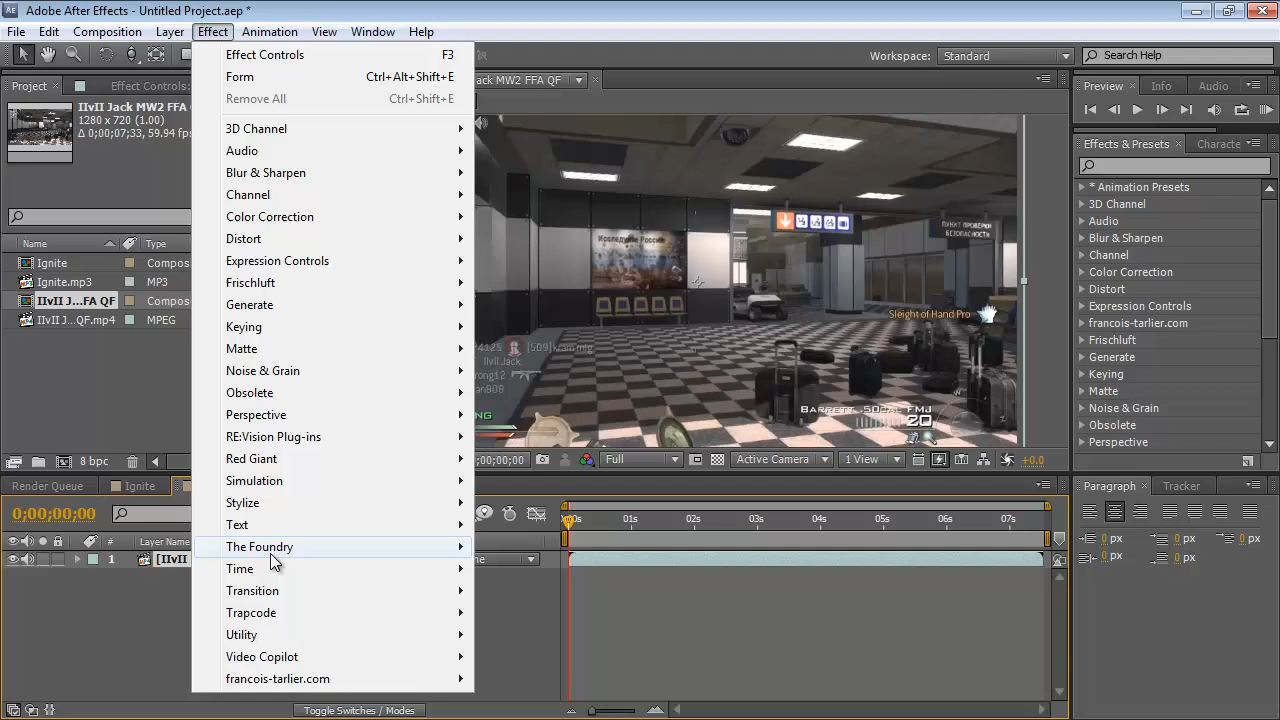 Adobe After Effects - Untitled Project.aep *
File Edit Composition Layer Effect Animation View Window Help
Workspace: Standard
Search Help
Project
Effect Controls:
IIvII Jack MW2 FFA
1280 x 720 (1.00)
Δ 0;00;07;33, 59.94 fps
Name
Type
Ignite Compos
Ignite.mp3 MP3
IIvII J...FA QF Compos
IIvII J...QF.mp4 MPEG
8 bpc
Effect Controls F3
Form Ctrl+Alt+Shift+E
Remove All Ctrl+Shift+E
3D Channel
Audio
Blur & Sharpen
Channel
Color Correction
Distort
Expression Controls
Frischluft
Generate
Keying
Matte
Noise & Grain
Obsolete
Perspective
RE:Vision Plug-ins
Red Giant
Simulation
Stylize
Text
The Foundry
Time
Transition
Trapcode
Utility
Video Copilot
francois-tarlier.com
ack MW2 FFA QF
Исследуйте Россию
ПУНКТ ПРОВЕРКИ
БЕЗОПАСНОСТИ
Sleight of Hand Pro
IIvII Jack
Barrett .50cal FMJ
20
;00;00;00
Full
Active Camera
1 View
+0.0
Preview
Info
Audio
Effects & Presets
Characte
* Animation Presets
3D Channel
Audio
Blur & Sharpen
Channel
Color Correction
Distort
Expression Controls
francois-tarlier.com
Frischluft
Generate
Keying
Matte
Noise & Grain
Obsolete
Perspective
Render Queue
Ignite
0;00;00;00
# Layer Name
1 [IIvII
01s 02s 03s 04s 05s 06s 07s
Toggle Switches / Modes
Paragraph
Tracker
0 px 0 px 0 px
0 px 0 px